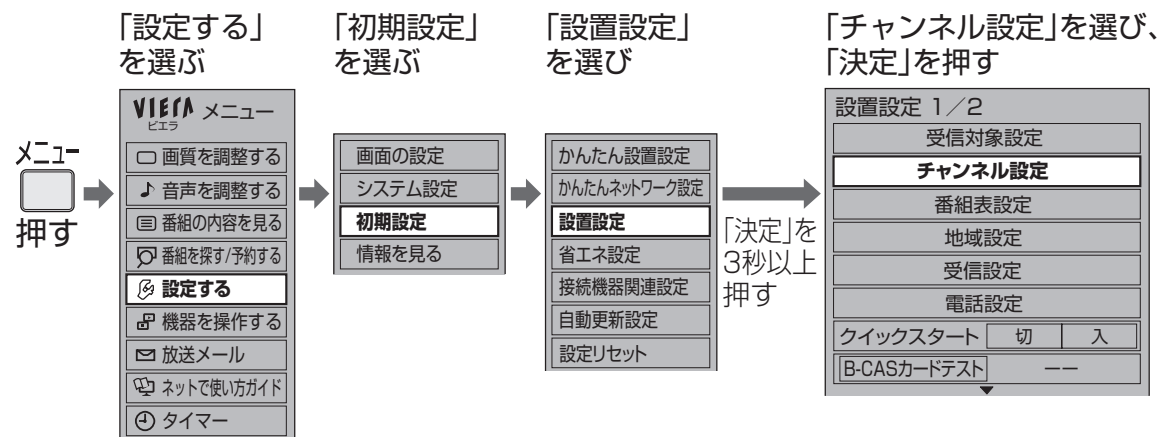 「設定する」
を選ぶ
「初期設定」
を選ぶ
「設置設定」
を選び
「チャンネル設定」を選び、
「決定」を押す
メニュー
押す
VIERA メニュー
ビエラ
画質を調整する
音声を調整する
番組の内容を見る
番組を探す/予約する
設定する
機器を操作する
放送メール
ネットで使い方ガイド
タイマー
画面の設定
システム設定
初期設定
情報を見る
かんたん設置設定
かんたんネットワーク設定
設置設定
省エネ設定
接続機器関連設定
自動更新設定
設定リセット
「決定」を
3秒以上
押す
設置設定 1/2
受信対象設定
チャンネル設定
番組表設定
地域設定
受信設定
電話設定
クイックスタート 切 入
B-CASカードテスト −−